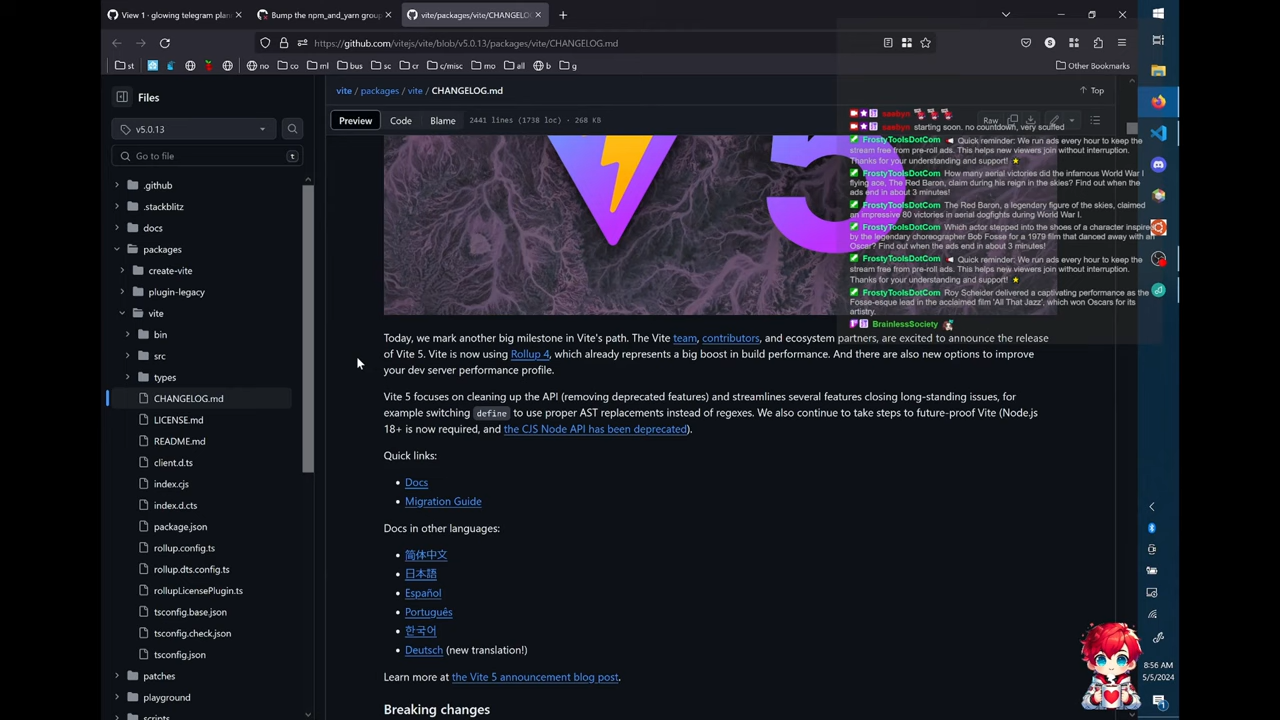 View 1 · glowing telegram plan
Bump the npm_and_yarn group
vite/packages/vite/CHANGELO
https://github.com/vitejs/vite/blob/v5.0.13/packages/vite/CHANGELOG.md
st
no
co
ml
bus
sc
cr
c/misc
mo
all
b
g
Other Bookmarks
Files
vite / packages / vite / CHANGELOG.md
Top
v5.0.13
Preview
Code
Blame
2441 lines (1738 loc) · 268 KB
Raw
Go to file
t
.github
.stackblitz
docs
packages
create-vite
plugin-legacy
vite
bin
src
types
CHANGELOG.md
LICENSE.md
README.md
client.d.ts
index.cjs
index.d.cts
package.json
rollup.config.ts
rollup.dts.config.ts
rollupLicensePlugin.ts
tsconfig.base.json
tsconfig.check.json
tsconfig.json
patches
playground
scripts
seebyn
seebyn starting soon. no countdown, very scuffed
FrostyToolsDotCom Quick reminder: We run ads every hour to keep the
stream free from pre-roll ads. This helps new viewers join without interruption.
Thanks for your understanding and support!
FrostyToolsDotCom How many aerial victories did the infamous World War I
flying ace, The Red Baron, claim during his reign in the skies? Find out when the
ads end in about 3 minutes!
FrostyToolsDotCom The Red Baron, a legendary figure of the skies, claimed
an impressive 80 victories in aerial dogfights during World War I.
FrostyToolsDotCom Which actor stepped into the shoes of a character inspired
by the legendary choreographer Bob Fosse for a 1979 film that danced away with an
Oscar? Find out when the ads end in about 3 minutes!
FrostyToolsDotCom Quick reminder: We run ads every hour to keep the
stream free from pre-roll ads. This helps new viewers join without interruption.
Thanks for your understanding and support!
FrostyToolsDotCom Roy Scheider delivered a captivating performance as the
Fosse-esque lead in the acclaimed film 'All That Jazz', which won Oscars for its
artistry.
BrainlessSociety
Today, we mark another big milestone in Vite's path. The Vite team, contributors, and ecosystem partners, are excited to announce the release
of Vite 5. Vite is now using Rollup 4, which already represents a big boost in build performance. And there are also new options to improve
your dev server performance profile.
Vite 5 focuses on cleaning up the API (removing deprecated features) and streamlines several features closing long-standing issues, for
example switching define to use proper AST replacements instead of regexes. We also continue to take steps to future-proof Vite (Node.js
18+ is now required, and the CJS Node API has been deprecated).
Quick links:
Docs
Migration Guide
Docs in other languages:
简体中文
日本語
Español
Português
한국어
Deutsch (new translation!)
Learn more at the Vite 5 announcement blog post.
Breaking changes
8:56 AM
5/5/2024